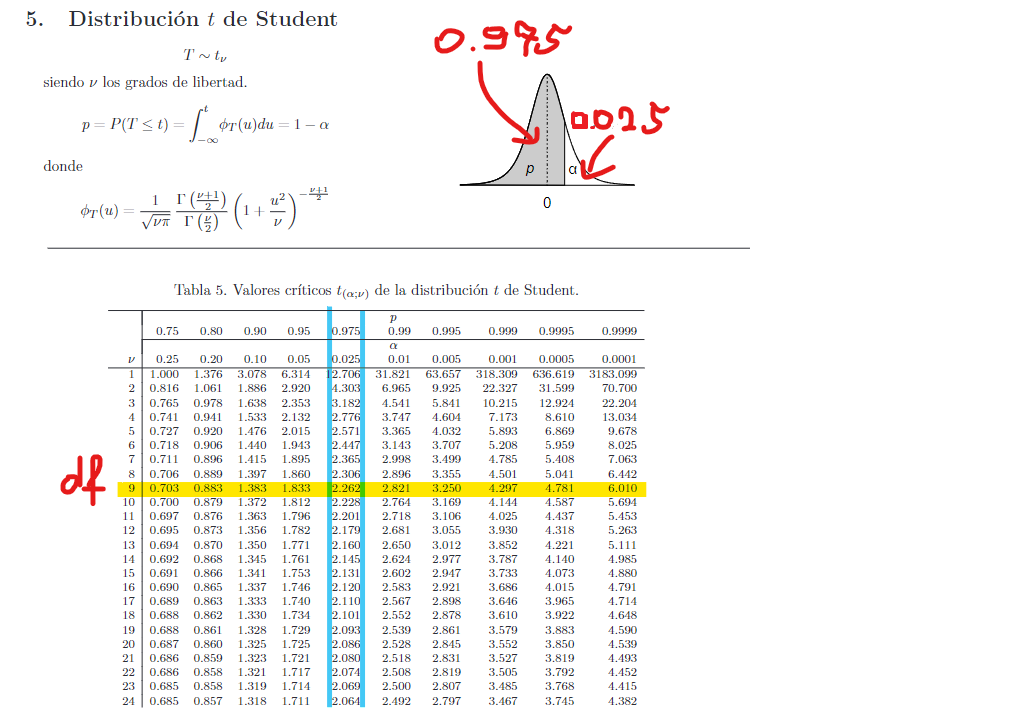 5. Distribución t de Student
T ∼ tν
siendo ν los grados de libertad.
p = P(T ≤ t) = ∫_{−∞}^{t} ϕT(u)du = 1 − α
donde
ϕT(u) = \frac{1}{\sqrt{νπ}} \frac{Γ(\frac{ν+1}{2})}{Γ(\frac{ν}{2})} (1 + \frac{u^2}{ν})^{−\frac{ν+1}{2}}
0.975
0.025
p α
0
Tabla 5. Valores críticos t(α;ν) de la distribución t de Student.
p
0.75 0.80 0.90 0.95 0.975 0.99 0.995 0.999 0.9995 0.9999
α
ν 0.25 0.20 0.10 0.05 0.025 0.01 0.005 0.001 0.0005 0.0001
1 1.000 1.376 3.078 6.314 12.706 31.821 63.657 318.309 636.619 3183.099
2 0.816 1.061 1.886 2.920 4.303 6.965 9.925 22.327 31.599 70.700
3 0.765 0.978 1.638 2.353 3.182 4.541 5.841 10.215 12.924 22.204
4 0.741 0.941 1.533 2.132 2.776 3.747 4.604 7.173 8.610 13.034
5 0.727 0.920 1.476 2.015 2.571 3.365 4.032 5.893 6.869 9.678
6 0.718 0.906 1.440 1.943 2.447 3.143 3.707 5.208 5.959 8.025
7 0.711 0.896 1.415 1.895 2.365 2.998 3.499 4.785 5.408 7.063
8 0.706 0.889 1.397 1.860 2.306 2.896 3.355 4.501 5.041 6.442
df
9 0.703 0.883 1.383 1.833 2.262 2.821 3.250 4.297 4.781 6.010
10 0.700 0.879 1.372 1.812 2.228 2.764 3.169 4.144 4.587 5.694
11 0.697 0.876 1.363 1.796 2.201 2.718 3.106 4.025 4.437 5.453
12 0.695 0.873 1.356 1.782 2.179 2.681 3.055 3.930 4.318 5.263
13 0.694 0.870 1.350 1.771 2.160 2.650 3.012 3.852 4.221 5.111
14 0.692 0.868 1.345 1.761 2.145 2.624 2.977 3.787 4.140 4.985
15 0.691 0.866 1.341 1.753 2.131 2.602 2.947 3.733 4.073 4.880
16 0.690 0.865 1.337 1.746 2.120 2.583 2.921 3.686 4.015 4.791
17 0.689 0.863 1.333 1.740 2.110 2.567 2.898 3.646 3.965 4.714
18 0.688 0.862 1.330 1.734 2.101 2.552 2.878 3.610 3.922 4.648
19 0.688 0.861 1.328 1.729 2.093 2.539 2.861 3.579 3.883 4.590
20 0.687 0.860 1.325 1.725 2.086 2.528 2.845 3.552 3.850 4.539
21 0.686 0.859 1.323 1.721 2.080 2.518 2.831 3.527 3.819 4.493
22 0.686 0.858 1.321 1.717 2.074 2.508 2.819 3.505 3.792 4.452
23 0.685 0.858 1.319 1.714 2.069 2.500 2.807 3.485 3.768 4.415
24 0.685 0.857 1.318 1.711 2.064 2.492 2.797 3.467 3.745 4.382